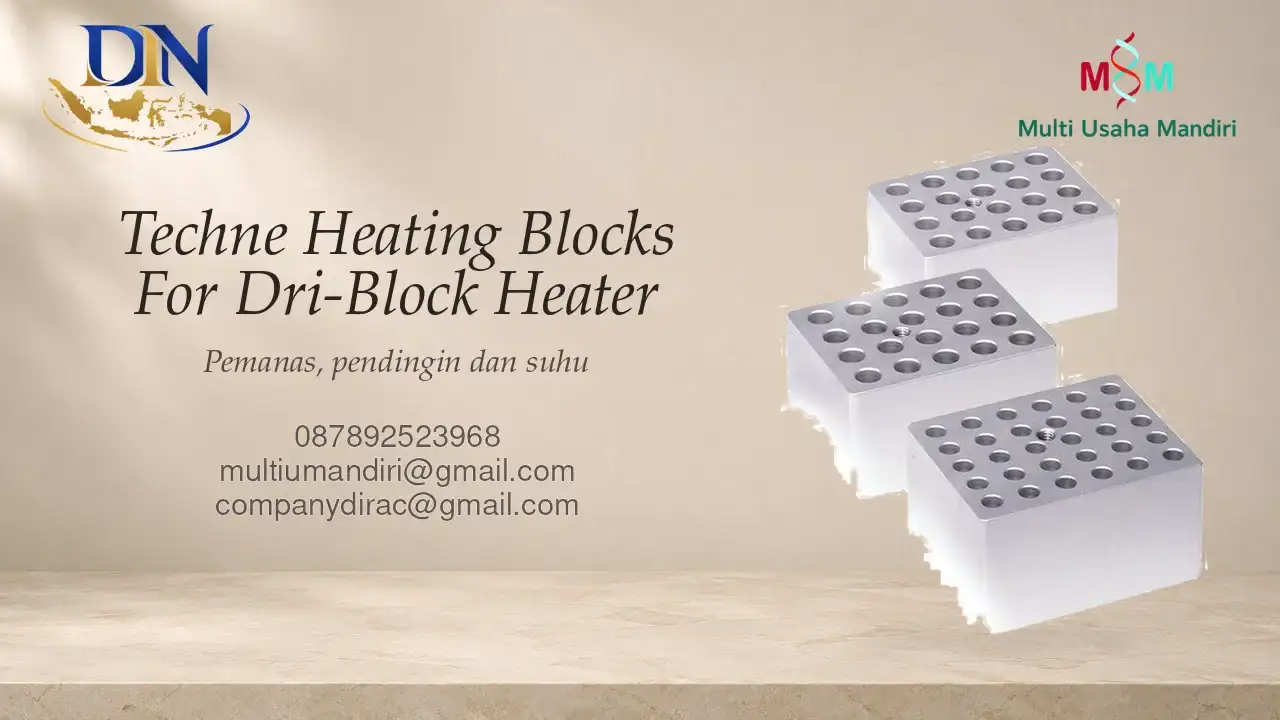 DIN
MSM
Multi Usaha Mandiri
Techne Heating Blocks
For Dri-Block Heater
Pemanas, pendingin dan suhu
087892523968
multiumandiri@gmail.com
companydirac@gmail.com